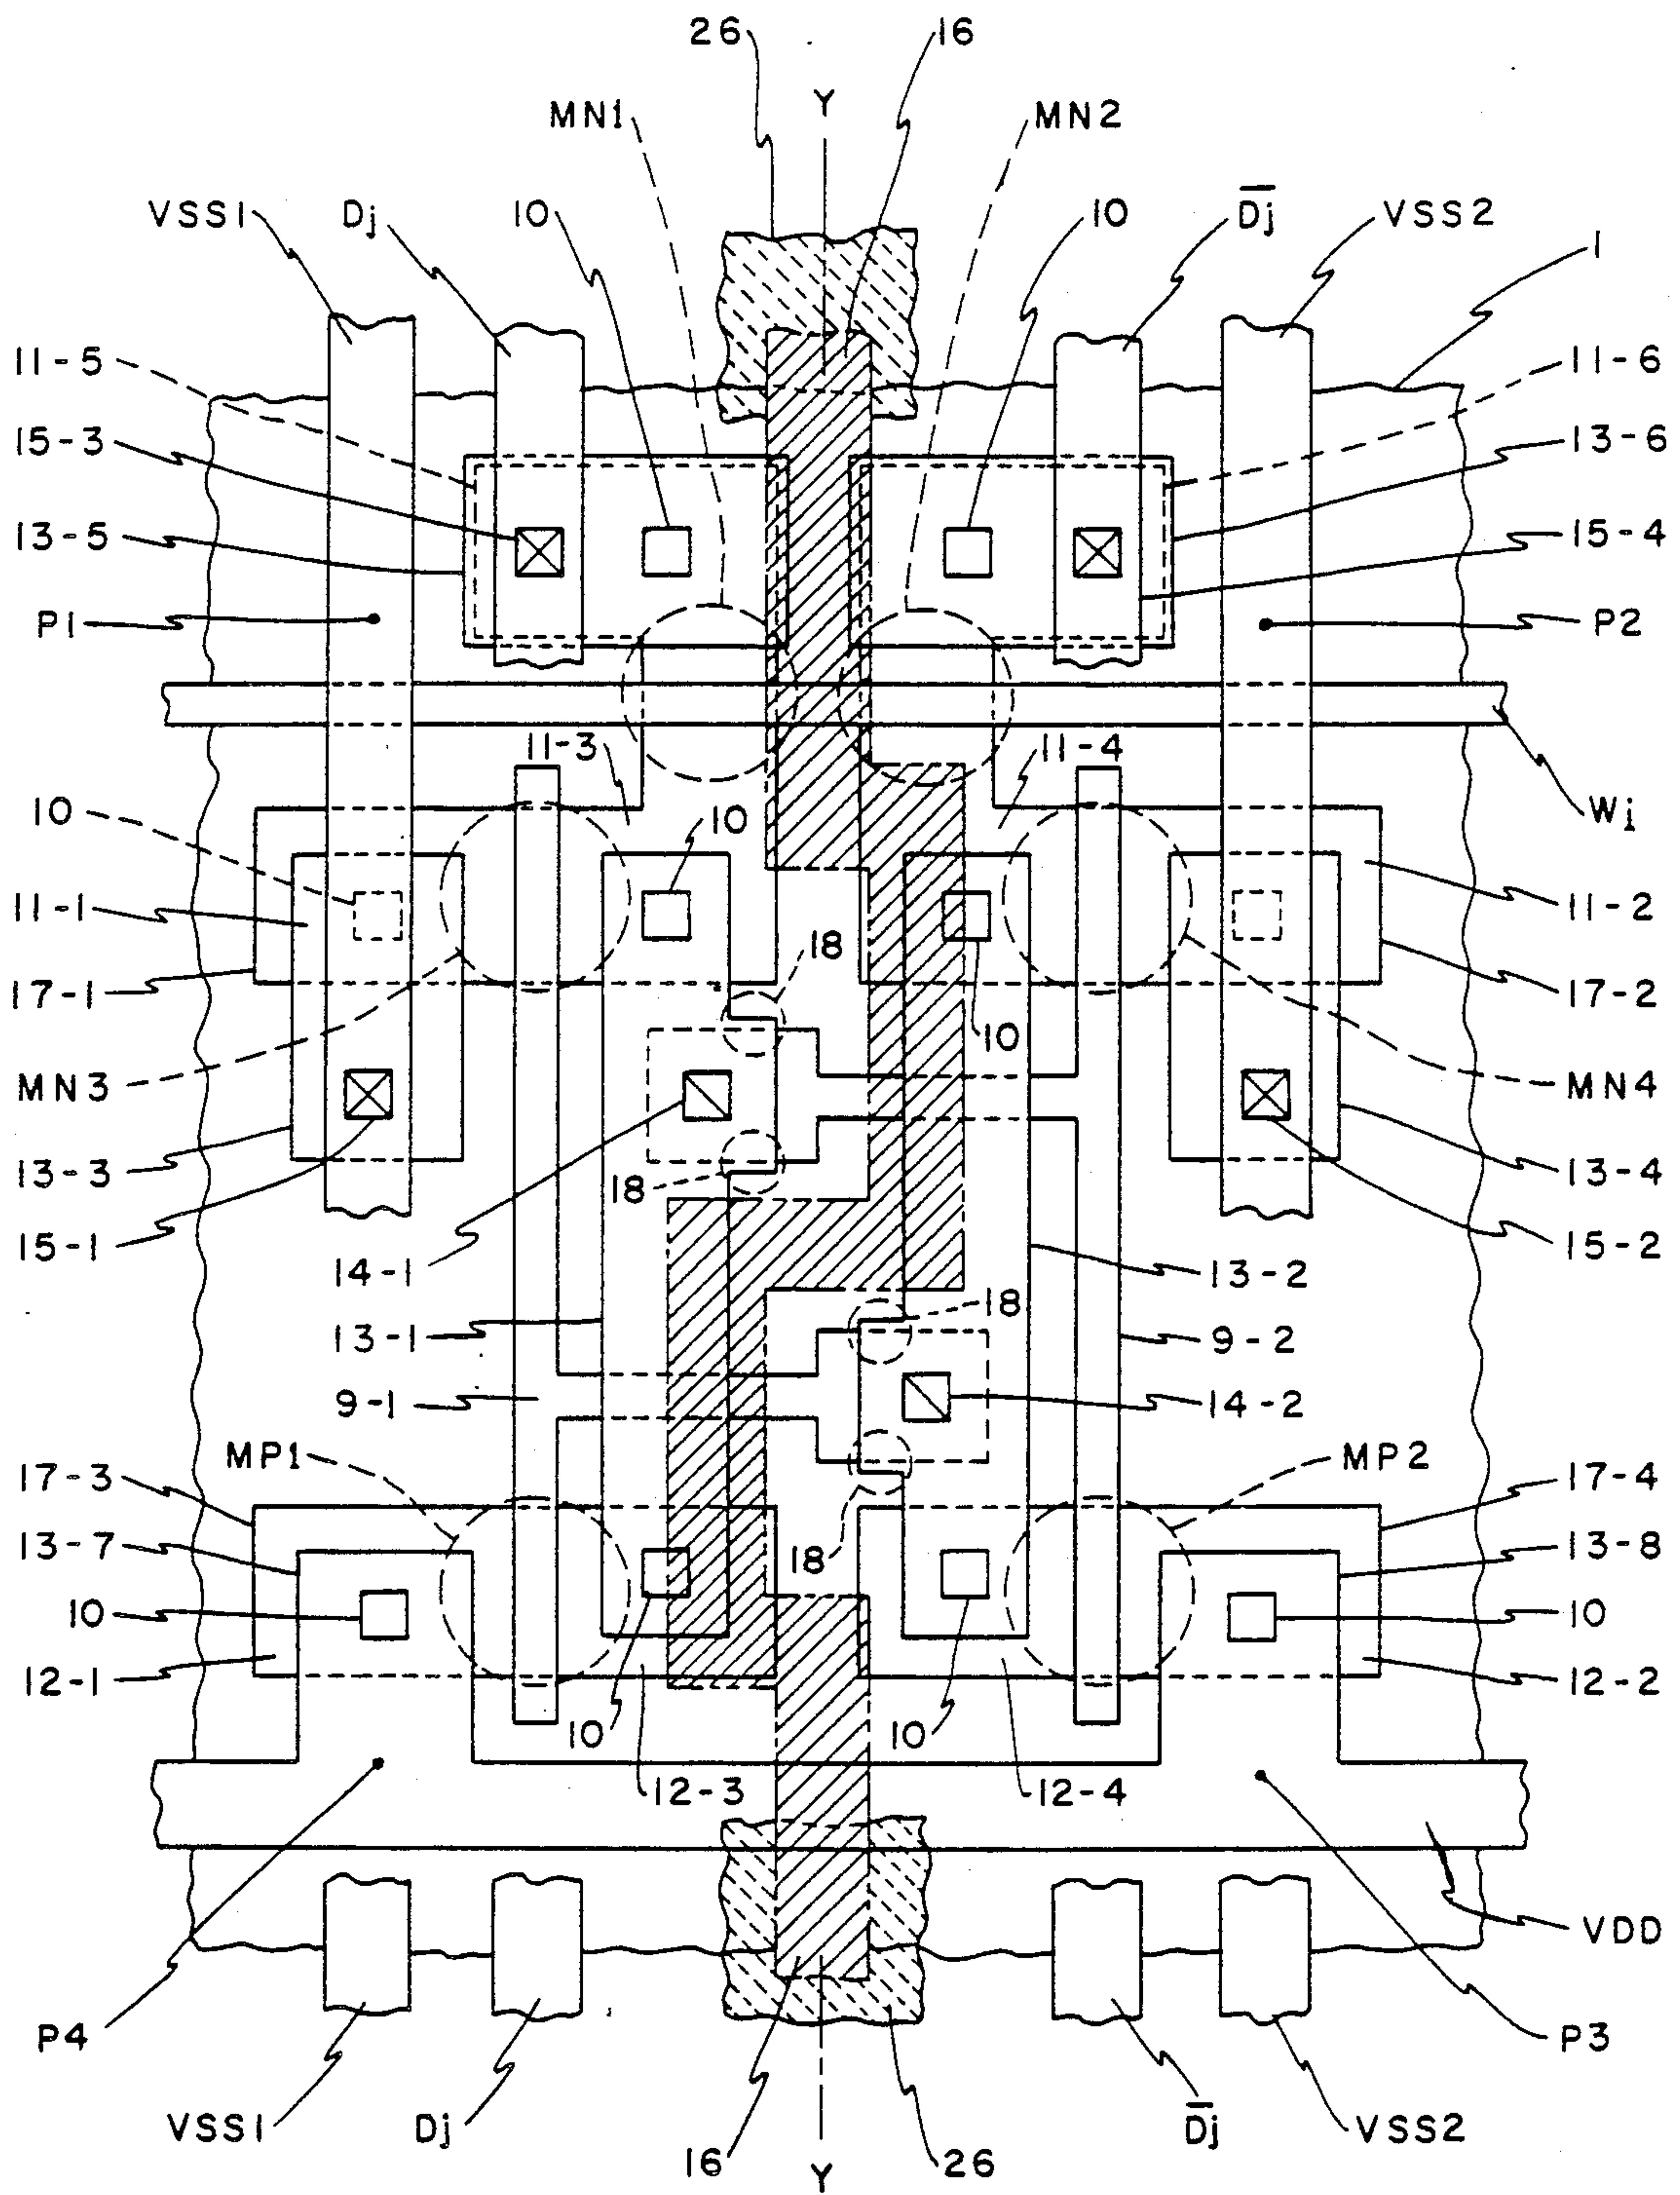 26 16
Y
MN1 MN2
VSS1 Dj 10 10 D̅j VSS2
1
11-5 11-6
15-3 13-6
13-5 15-4
P1 P2
11-3 11-4
10 10 Wi
11-1 11-2
18
17-1 17-2
10
MN3 MN4
13-3 13-4
18
15-1 15-2
14-1 13-2
18
13-1 9-2
9-1 14-2
MP1 MP2
17-3 17-4
13-7 13-8
18
10 10
12-1 12-2
10 10
12-3 12-4
VDD
P4 P3
VSS1 Dj D̅j VSS2
16 26
Y